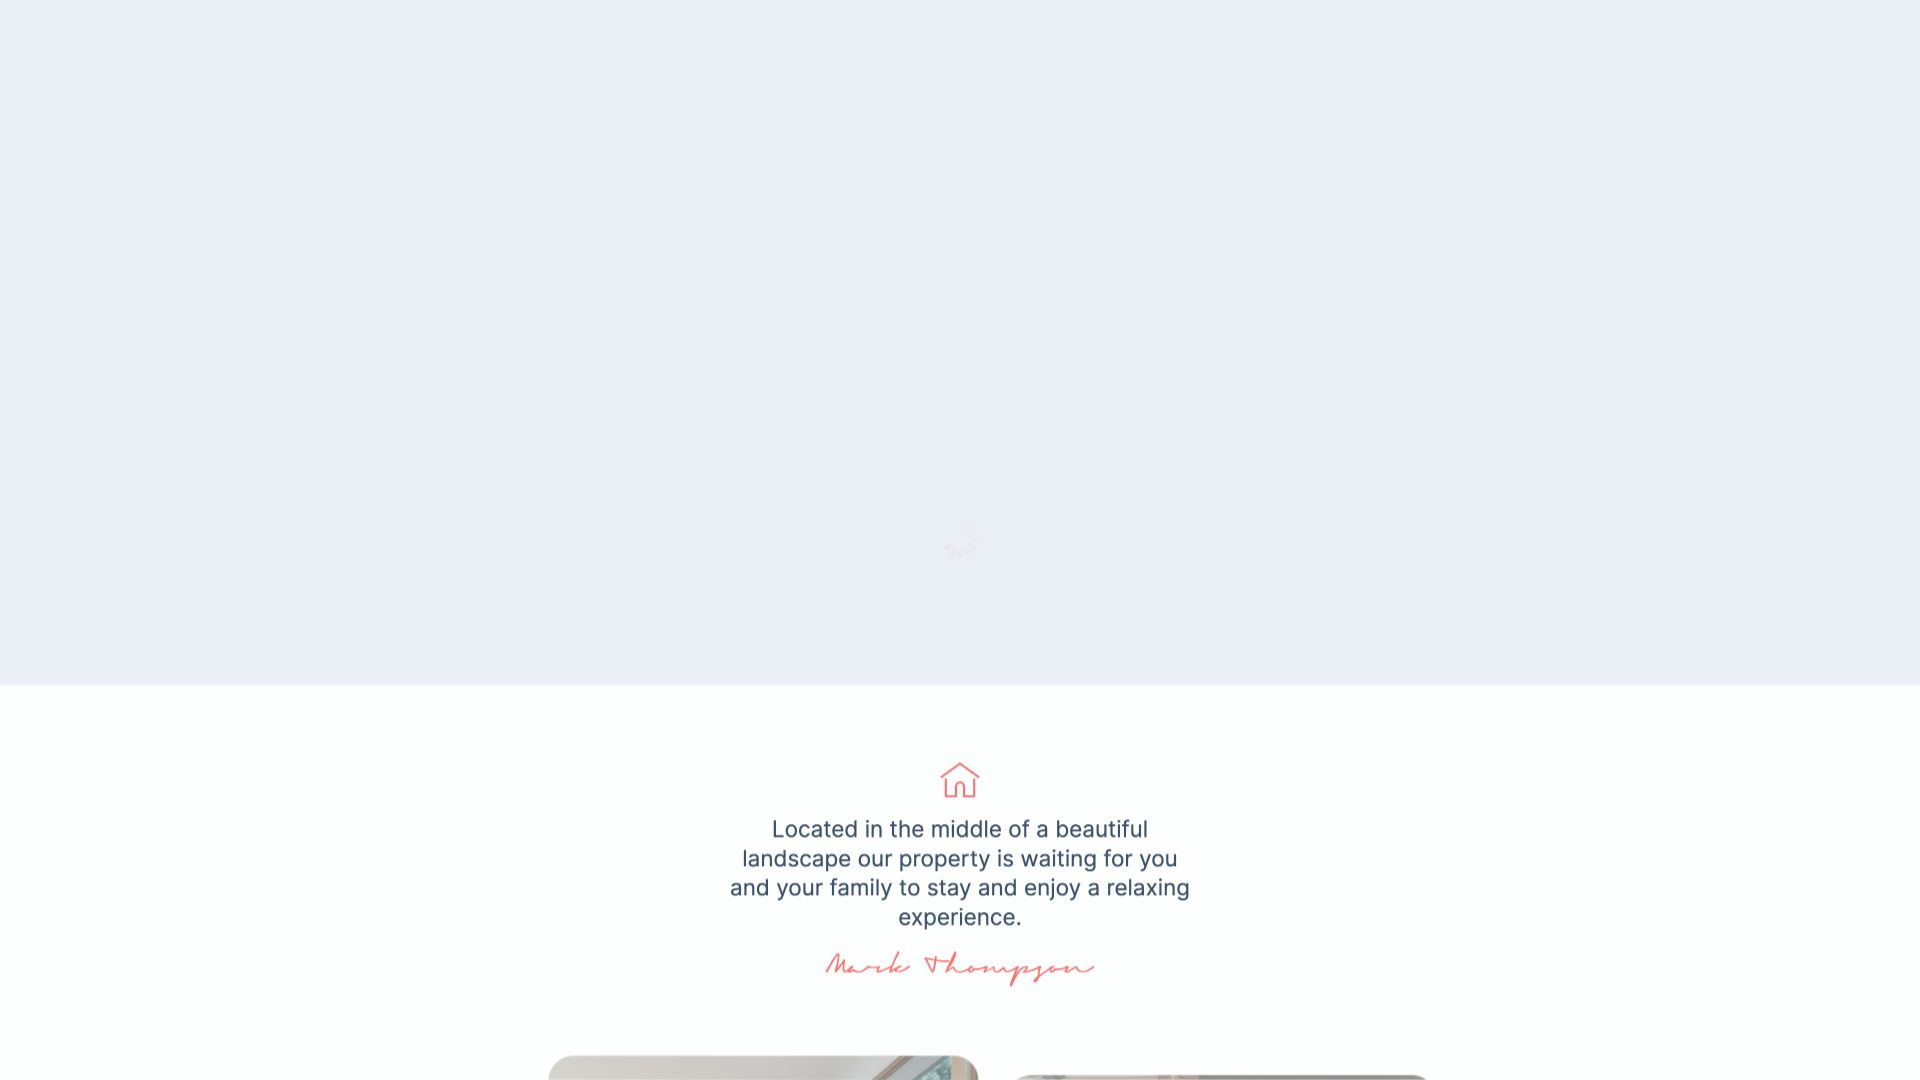 Located in the middle of a beautiful
landscape our property is waiting for you
and your family to stay and enjoy a relaxing
experience.
Mark Thompson